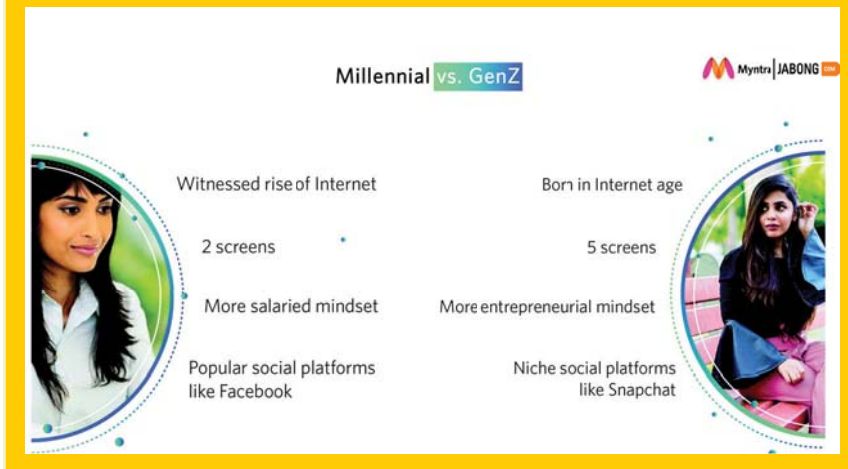 Millennial vs. GenZ
Myntra JABONG COM
Witnessed rise of Internet
Born in Internet age
2 screens
5 screens
More salaried mindset
More entrepreneurial mindset
Popular social platforms
like Facebook
Niche social platforms
like Snapchat